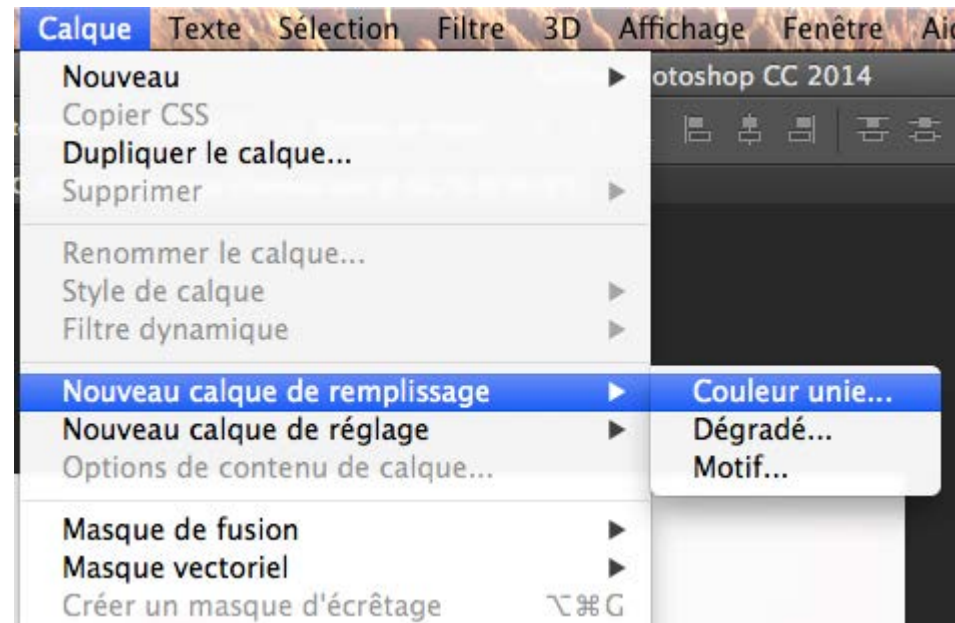 Calque Texte Sélection Filtre 3D Affichage Fenêtre
otoshop CC 2014
Nouveau
Copier CSS
Dupliquer le calque...
Supprimer
Renommer le calque...
Style de calque
Filtre dynamique
Nouveau calque de remplissage
Nouveau calque de réglage
Options de contenu de calque...
Masque de fusion
Masque vectoriel
Créer un masque d'écrêtage ⌥⌘G
Couleur unie...
Dégradé...
Motif...